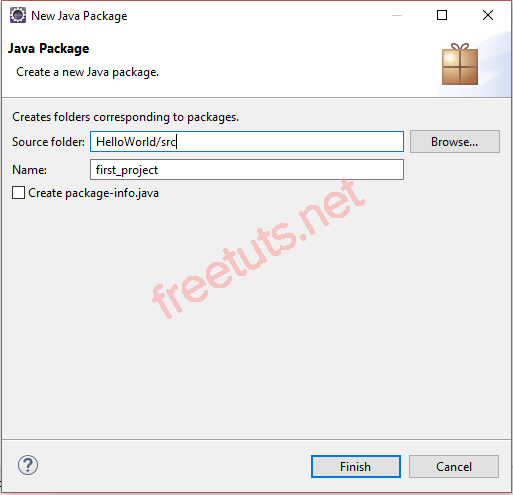 New Java Package
Java Package
Create a new Java package.
Creates folders corresponding to packages.
Source folder: HelloWorld/src Browse...
Name: first_project
Create package-info.java
freetuts.net
? Finish Cancel